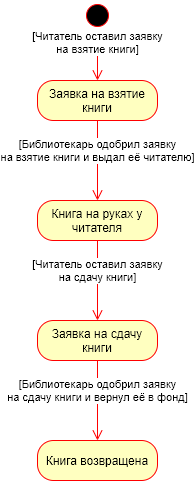 [Читатель оставил заявку
на взятие книги]
Заявка на взятие
книги
[Библиотекарь одобрил заявку
на взятие книги и выдал её читателю]
Книга на руках у
читателя
[Читатель оставил заявку
на сдачу книги]
Заявка на сдачу
книги
[Библиотекарь одобрил заявку
на сдачу книги и вернул её в фонд]
Книга возвращена